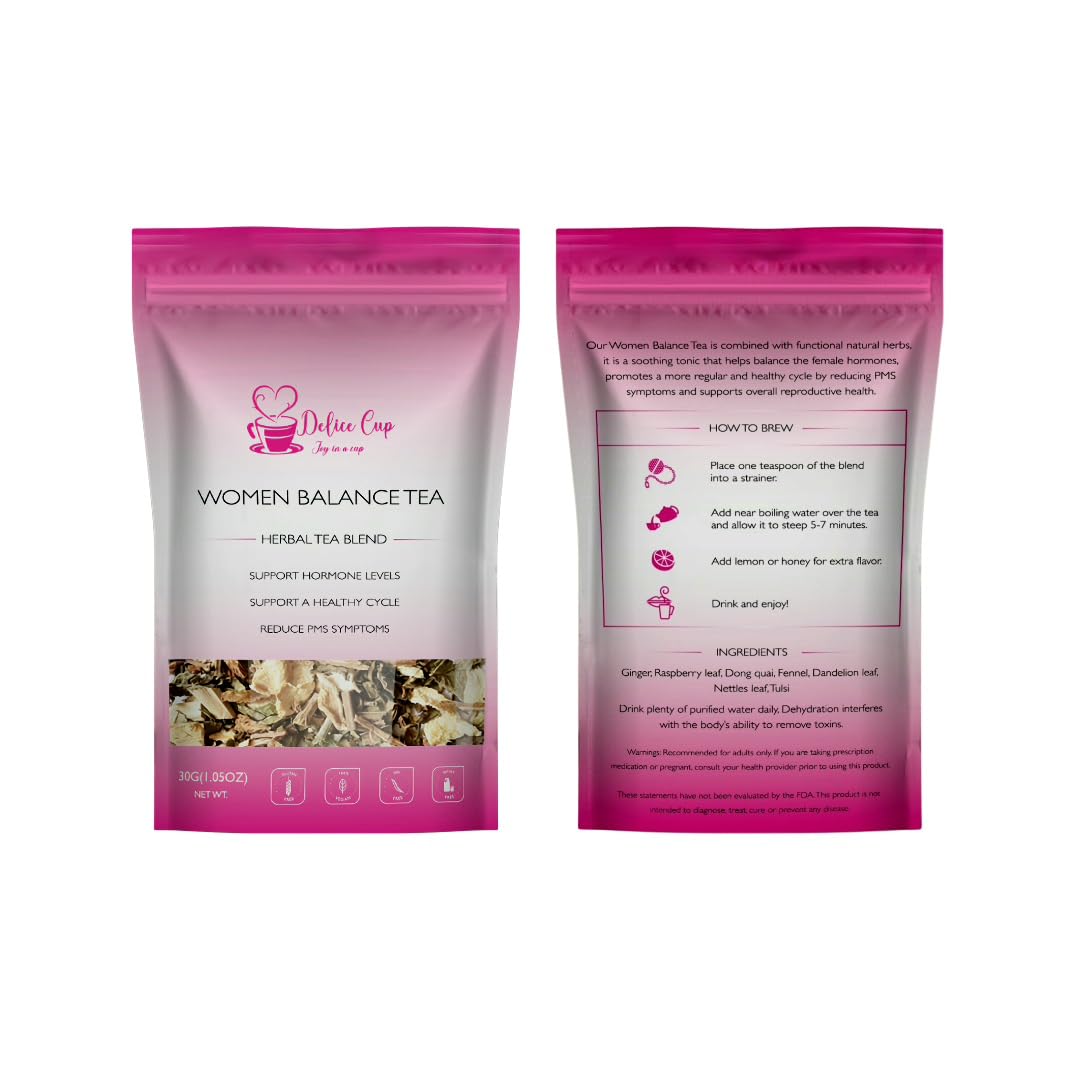 Delice Cup
Joy in a cup
WOMEN BALANCE TEA
HERBAL TEA BLEND
SUPPORT HORMONE LEVELS
SUPPORT A HEALTHY CYCLE
REDUCE PMS SYMPTOMS
30G(1.05OZ)
NET WT.
FREE
VEGAN
FREE
FREE
Our Women Balance Tea is combined with functional natural herbs,
it is a soothing tonic that helps balance the female hormones,
promotes a more regular and healthy cycle by reducing PMS
symptoms and supports overall reproductive health.
HOW TO BREW
Place one teaspoon of the blend
into a strainer.
Add near boiling water over the tea
and allow it to steep 5-7 minutes.
Add lemon or honey for extra flavor.
Drink and enjoy!
INGREDIENTS
Ginger, Raspberry leaf, Dong quai, Fennel, Dandelion leaf,
Nettles leaf, Tulsi
Drink plenty of purified water daily, Dehydration interferes
with the body's ability to remove toxins.
Warnings: Recommended for adults only. If you are taking prescription
medication or pregnant, consult your health provider prior to using this product.
These statements have not been evaluated by the FDA. This product is not
intended to diagnose, treat, cure or prevent any disease.